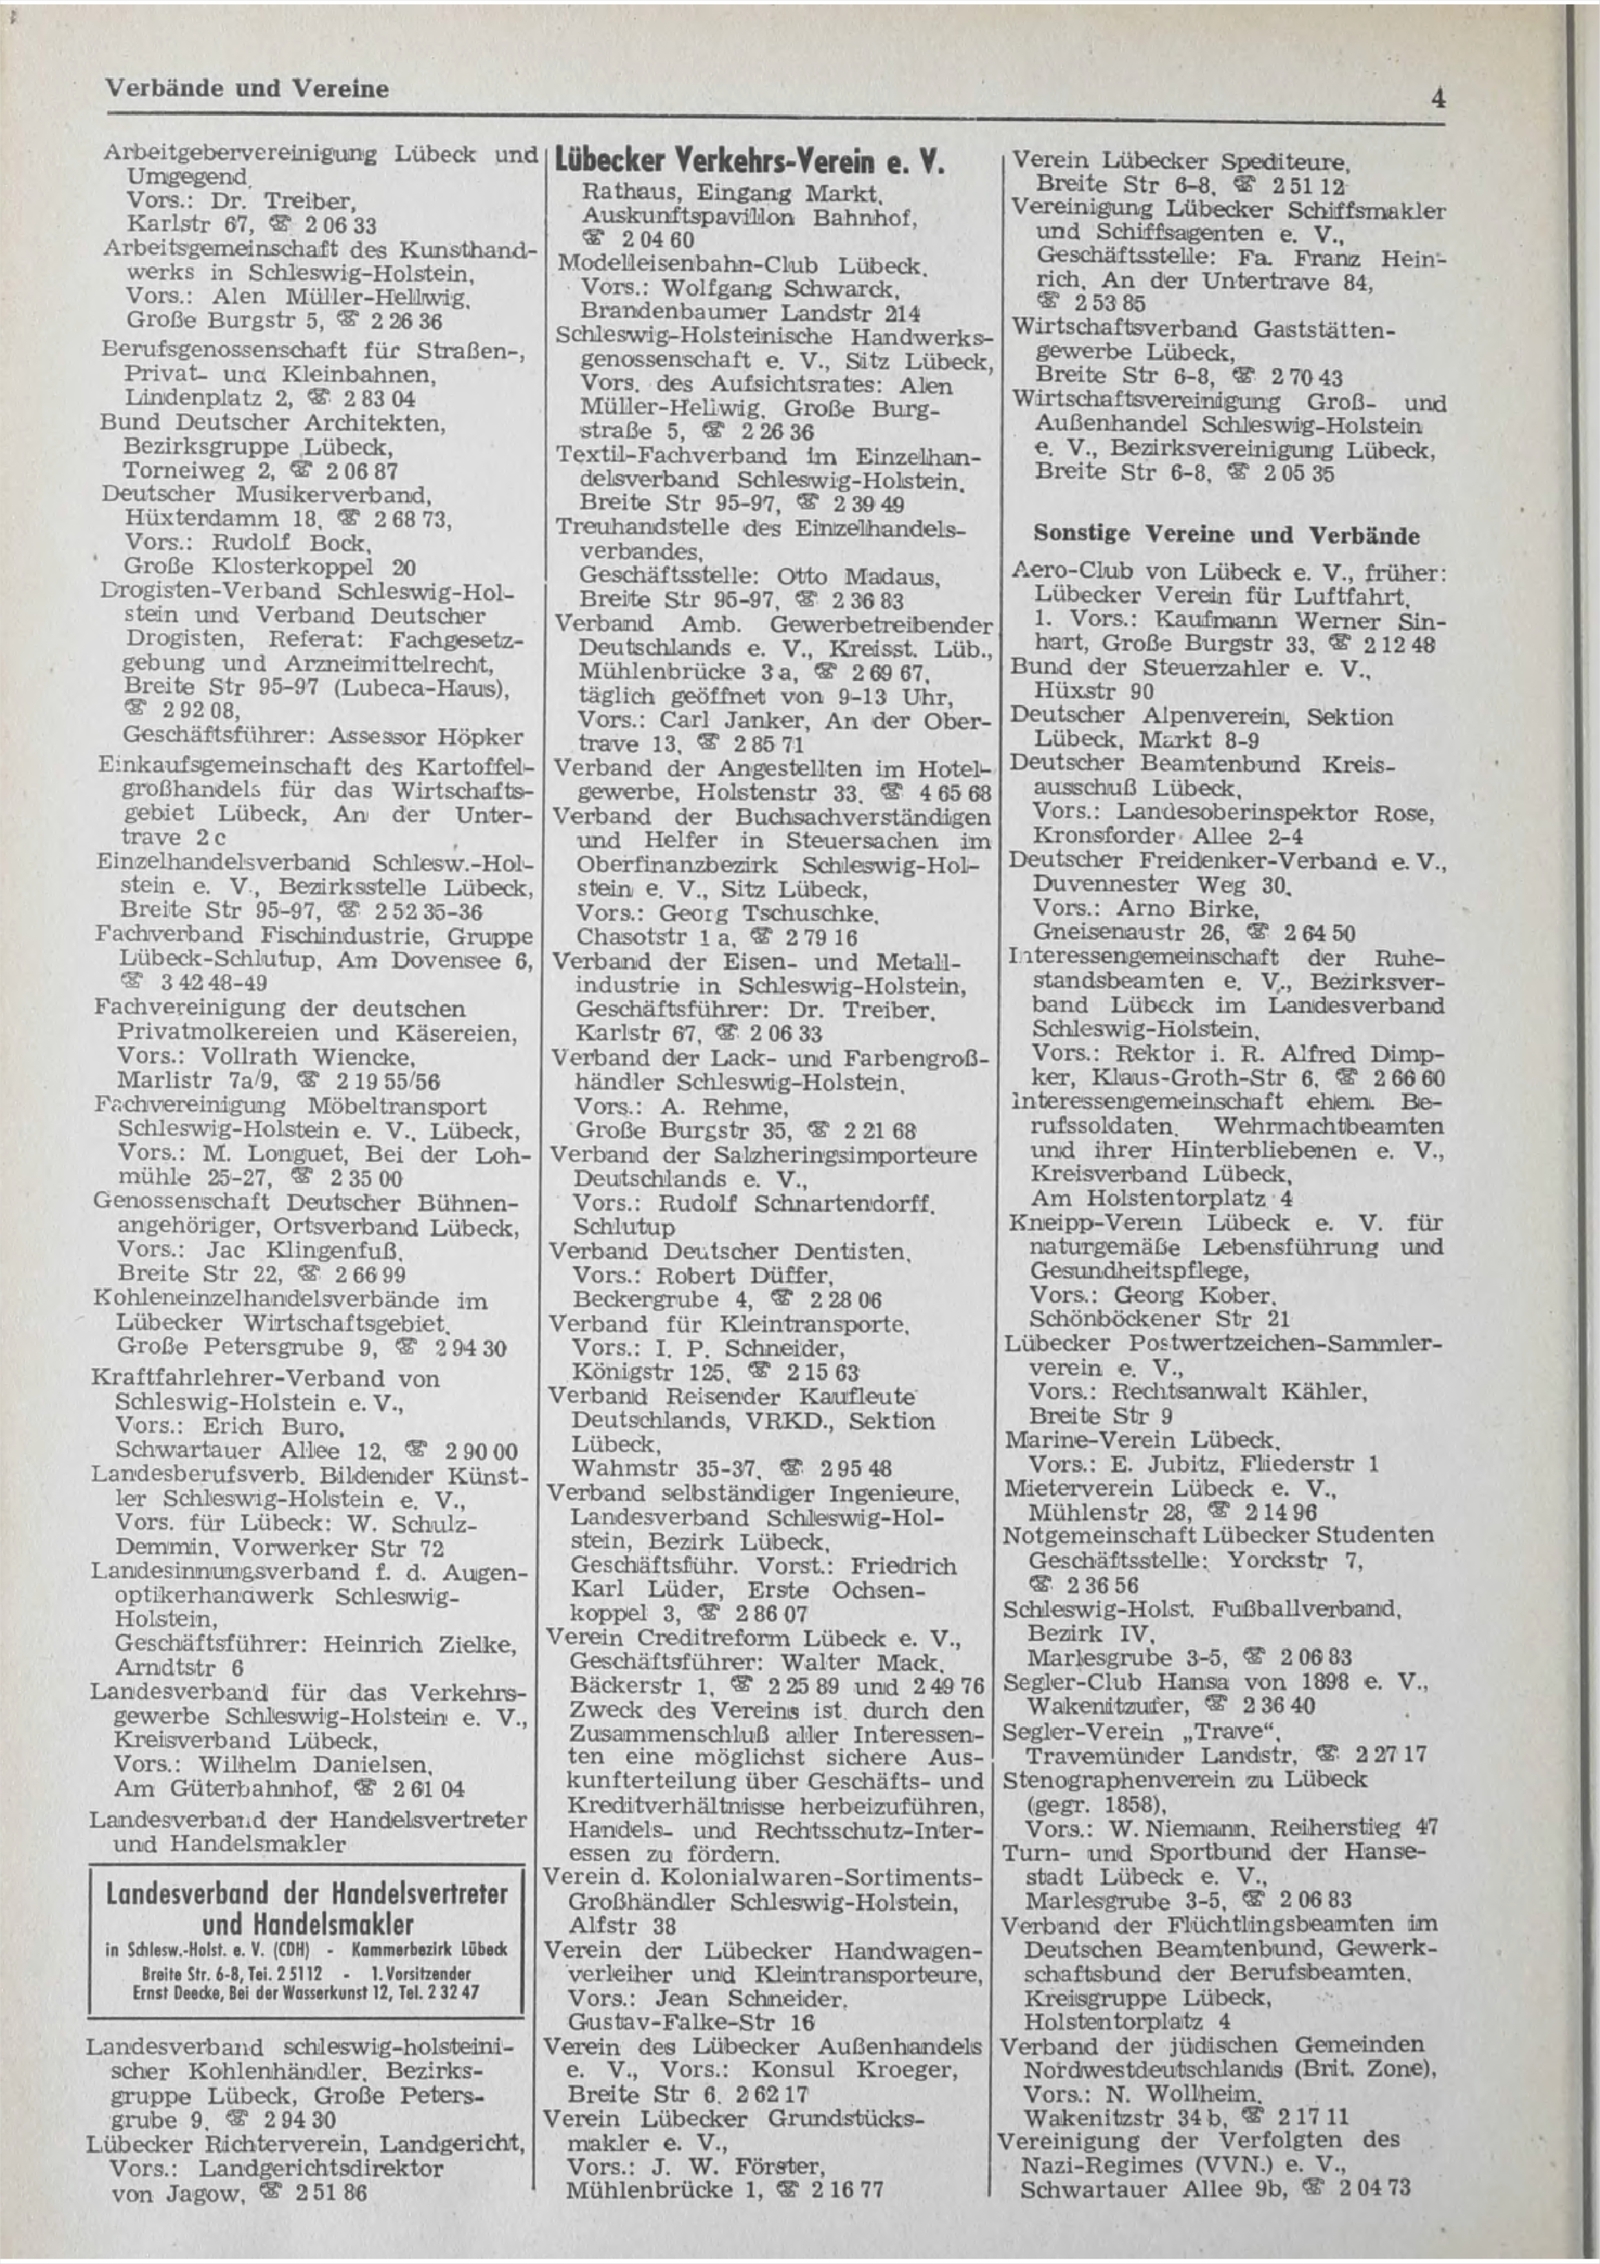 Verbände und Vereine
4
Arbeitgebervereinigung Lübeck und
Umgegend,
Vors.: Dr. Treiber,
Karlstr 67, ☎ 2 06 33
Arbeitsgemeinschaft des Kunsthand-
werks in Schleswig-Holstein,
Vors.: Alen Müller-Hellwig,
Große Burgstr 5, ☎ 2 26 36
Berufsgenossenschaft für Straßen-,
Privat- und Kleinbahnen,
Lindenplatz 2, ☎ 2 83 04
Bund Deutscher Architekten,
Bezirksgruppe Lübeck,
Torneiweg 2, ☎ 2 06 87
Deutscher Musikerverband,
Hüxterdamm 18, ☎ 2 68 73,
Vors.: Rudolf Bock,
Große Klosterkoppel 20
Drogisten-Verband Schleswig-Hol-
stein und Verband Deutscher
Drogisten, Referat: Fachgesetz-
gebung und Arzneimittelrecht,
Breite Str 95-97 (Lubeca-Haus),
☎ 2 92 08,
Geschäftsführer: Assessor Höpker
Einkaufsgemeinschaft des Kartoffel-
großhandels für das Wirtschafts-
gebiet Lübeck, An der Unter-
trave 2 c
Einzelhandelsverband Schlesw.-Hol-
stein e. V., Bezirksstelle Lübeck,
Breite Str 95-97, ☎ 2 52 35-36
Fachverband Fischindustrie, Gruppe
Lübeck-Schlutup, Am Dovensee 6,
☎ 3 42 48-49
Fachvereinigung der deutschen
Privatmolkereien und Käsereien,
Vors.: Vollrath Wiencke,
Marlistr 7a/9, ☎ 2 19 55/56
Fachvereinigung Möbeltransport
Schleswig-Holstein e. V., Lübeck,
Vors.: M. Longuet, Bei der Loh-
mühle 25-27, ☎ 2 35 00
Genossenschaft Deutscher Bühnen-
angehöriger, Ortsverband Lübeck,
Vors.: Jac Klingenfuß,
Breite Str 22, ☎ 2 66 99
Kohleneinzelhandelsverbände im
Lübecker Wirtschaftsgebiet,
Große Petersgrube 9, ☎ 2 94 30
Kraftfahrlehrer-Verband von
Schleswig-Holstein e. V.,
Vors.: Erich Buro,
Schwartauer Allee 12, ☎ 2 90 00
Landesberufsverb. Bildender Künst-
ler Schleswig-Holstein e. V.,
Vors. für Lübeck: W. Schulz-
Demmin, Vorwerker Str 72
Landesinnungsverband f. d. Augen-
optikerhandwerk Schleswig-
Holstein,
Geschäftsführer: Heinrich Zielke,
Arndtstr 6
Landesverband für das Verkehrs-
gewerbe Schleswig-Holstein e. V.,
Kreisverband Lübeck,
Vors.: Wilhelm Danielsen,
Am Güterbahnhof, ☎ 2 61 04
Landesverband der Handelsvertreter
und Handelsmakler
Landesverband der Handelsvertreter
und Handelsmakler
in Schlesw.-Holst. e. V. (CDH) - Kammerbezirk Lübeck
Breite Str. 6-8, Tel. 2 51 12 - 1. Vorsitzender
Ernst Deecke, Bei der Wasserkunst 12, Tel. 2 32 47
Landesverband schleswig-holsteini-
scher Kohlenhändler, Bezirks-
gruppe Lübeck, Große Peters-
grube 9, ☎ 2 94 30
Lübecker Richterverein, Landgericht,
Vors.: Landgerichtsdirektor
von Jagow, ☎ 2 51 86
Lübecker Verkehrs-Verein e. V.
Rathaus, Eingang Markt,
Auskunftspavillon Bahnhof,
☎ 2 04 60
Modelleisenbahn-Club Lübeck,
Vors.: Wolfgang Schwarck,
Brandenbaumer Landstr 214
Schleswig-Holsteinische Handwerks-
genossenschaft e. V., Sitz Lübeck,
Vors. des Aufsichtsrates: Alen
Müller-Hellwig, Große Burg-
straße 5, ☎ 2 26 36
Textil-Fachverband im Einzelhan-
delsverband Schleswig-Holstein,
Breite Str 95-97, ☎ 2 39 49
Treuhandstelle des Einzelhandels-
verbandes,
Geschäftsstelle: Otto Madaus,
Breite Str 95-97, ☎ 2 36 83
Verband Amb. Gewerbetreibender
Deutschlands e. V., Kreisst. Lüb.,
Mühlenbrücke 3 a, ☎ 2 69 67,
täglich geöffnet von 9-13 Uhr,
Vors.: Carl Janker, An der Ober-
trave 13, ☎ 2 85 71
Verband der Angestellten im Hotel-
gewerbe, Holstenstr 33, ☎ 4 65 68
Verband der Buchsachverständigen
und Helfer in Steuersachen im
Oberfinanzbezirk Schleswig-Hol-
stein e. V., Sitz Lübeck,
Vors.: Georg Tschuschke,
Chasotstr 1 a, ☎ 2 79 16
Verband der Eisen- und Metall-
industrie in Schleswig-Holstein,
Geschäftsführer: Dr. Treiber,
Karlstr 67, ☎ 2 06 33
Verband der Lack- und Farbengroß-
händler Schleswig-Holstein,
Vors.: A. Rehme,
Große Burgstr 35, ☎ 2 21 68
Verband der Salzheringsimporteure
Deutschlands e. V.,
Vors.: Rudolf Schnartendorff,
Schlutup
Verband Deutscher Dentisten,
Vors.: Robert Düffer,
Beckergrube 4, ☎ 2 28 06
Verband für Kleintransporte,
Vors.: I. P. Schneider,
Königstr 125, ☎ 2 15 63
Verband Reisender Kaufleute
Deutschlands, VRKD., Sektion
Lübeck,
Wahmstr 35-37, ☎ 2 95 48
Verband selbständiger Ingenieure,
Landesverband Schleswig-Hol-
stein, Bezirk Lübeck,
Geschäftsführ. Vorst.: Friedrich
Karl Lüder, Erste Ochsen-
koppel 3, ☎ 2 86 07
Verein Creditreform Lübeck e. V.,
Geschäftsführer: Walter Mack,
Bäckerstr 1, ☎ 2 25 89 und 2 49 76
Zweck des Vereins ist durch den
Zusammenschluß aller Interessen-
ten eine möglichst sichere Aus-
kunfterteilung über Geschäfts- und
Kreditverhältnisse herbeizuführen,
Handels- und Rechtsschutz-Inter-
essen zu fördern.
Verein d. Kolonialwaren-Sortiments-
Großhändler Schleswig-Holstein,
Alfstr 38
Verein der Lübecker Handwagen-
verleiher und Kleintransporteure,
Vors.: Jean Schneider,
Gustav-Falke-Str 16
Verein des Lübecker Außenhandels
e. V., Vors.: Konsul Kroeger,
Breite Str 6, 2 62 17
Verein Lübecker Grundstücks-
makler e. V.,
Vors.: J. W. Förster,
Mühlenbrücke 1, ☎ 2 16 77
Verein Lübecker Spediteure,
Breite Str 6-8, ☎ 2 51 12
Vereinigung Lübecker Schiffsmakler
und Schiffsagenten e. V.,
Geschäftsstelle: Fa. Franz Hein-
rich, An der Untertrave 84,
☎ 2 53 85
Wirtschaftsverband Gaststätten-
gewerbe Lübeck,
Breite Str 6-8, ☎ 2 70 43
Wirtschaftsvereinigung Groß- und
Außenhandel Schleswig-Holstein
e. V., Bezirksvereinigung Lübeck,
Breite Str 6-8, ☎ 2 05 35
Sonstige Vereine und Verbände
Aero-Club von Lübeck e. V., früher:
Lübecker Verein für Luftfahrt,
1. Vors.: Kaufmann Werner Sin-
hart, Große Burgstr 33, ☎ 2 12 48
Bund der Steuerzahler e. V.,
Hüxstr 90
Deutscher Alpenverein, Sektion
Lübeck, Markt 8-9
Deutscher Beamtenbund Kreis-
ausschuß Lübeck,
Vors.: Landesoberinspektor Rose,
Kronsforder Allee 2-4
Deutscher Freidenker-Verband e. V.,
Duvennester Weg 30,
Vors.: Arno Birke,
Gneisenaustr 26, ☎ 2 64 50
Interessengemeinschaft der Ruhe-
standsbeamten e. V., Bezirksver-
band Lübeck im Landesverband
Schleswig-Holstein,
Vors.: Rektor i. R. Alfred Dimp-
ker, Klaus-Groth-Str 6, ☎ 2 66 60
Interessengemeinschaft ehem. Be-
rufssoldaten, Wehrmachtbeamten
und ihrer Hinterbliebenen e. V.,
Kreisverband Lübeck,
Am Holstentorplatz 4
Kneipp-Verein Lübeck e. V. für
naturgemäße Lebensführung und
Gesundheitspflege,
Vors.: Georg Kober,
Schönböckener Str 21
Lübecker Postwertzeichen-Sammler-
verein e. V.,
Vors.: Rechtsanwalt Kähler,
Breite Str 9
Marine-Verein Lübeck,
Vors.: E. Jubitz, Fliederstr 1
Mieterverein Lübeck e. V.,
Mühlenstr 28, ☎ 2 14 96
Notgemeinschaft Lübecker Studenten
Geschäftsstelle: Yorckstr 7,
☎ 2 36 56
Schleswig-Holst. Fußballverband,
Bezirk IV,
Marlesgrube 3-5, ☎ 2 06 83
Segler-Club Hansa von 1898 e. V.,
Wakenitzufer, ☎ 2 36 40
Segler-Verein „Trave“,
Travemünder Landstr, ☎ 2 27 17
Stenographenverein zu Lübeck
(gegr. 1858),
Vors.: W. Niemann, Reiherstieg 47
Turn- und Sportbund der Hanse-
stadt Lübeck e. V.,
Marlesgrube 3-5, ☎ 2 06 83
Verband der Flüchtlingsbeamten im
Deutschen Beamtenbund, Gewerk-
schaftsbund der Berufsbeamten,
Kreisgruppe Lübeck,
Holstentorplatz 4
Verband der jüdischen Gemeinden
Nordwestdeutschlands (Brit. Zone),
Vors.: N. Wollheim,
Wakenitzstr 34 b, ☎ 2 17 11
Vereinigung der Verfolgten des
Nazi-Regimes (VVN.) e. V.,
Schwartauer Allee 9b, ☎ 2 04 73